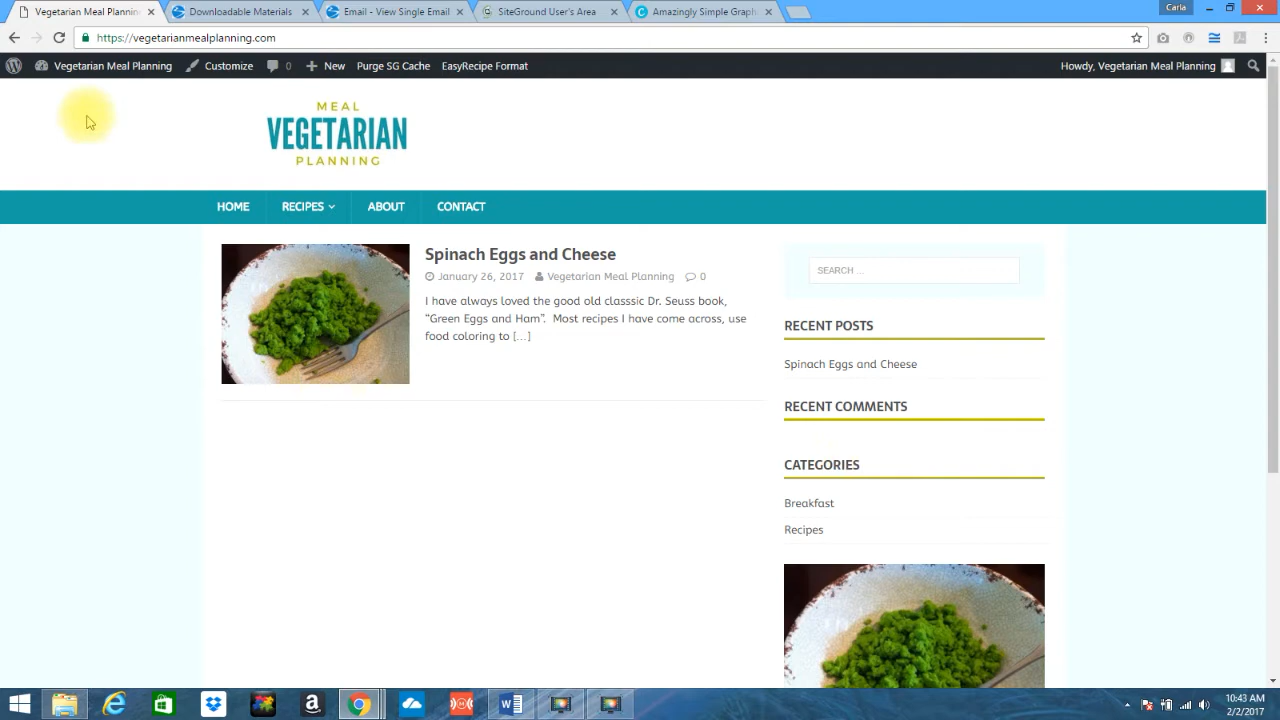 Vegetarian Meal Plannin
Downloadable Materials
Email - View Single Email
SiteGround User's Area
Amazingly Simple Graph
Carla
https://vegetarianmealplanning.com
Vegetarian Meal Planning
Customize
0
New
Purge SG Cache
EasyRecipe Format
Howdy, Vegetarian Meal Planning
MEAL
VEGETARIAN
PLANNING
HOME
RECIPES
ABOUT
CONTACT
Spinach Eggs and Cheese
January 26, 2017 Vegetarian Meal Planning 0
I have always loved the good old classsic Dr. Seuss book,
“Green Eggs and Ham”.  Most recipes I have come across, use
food coloring to [...]
SEARCH ...
RECENT POSTS
Spinach Eggs and Cheese
RECENT COMMENTS
CATEGORIES
Breakfast
Recipes
10:43 AM
2/2/2017